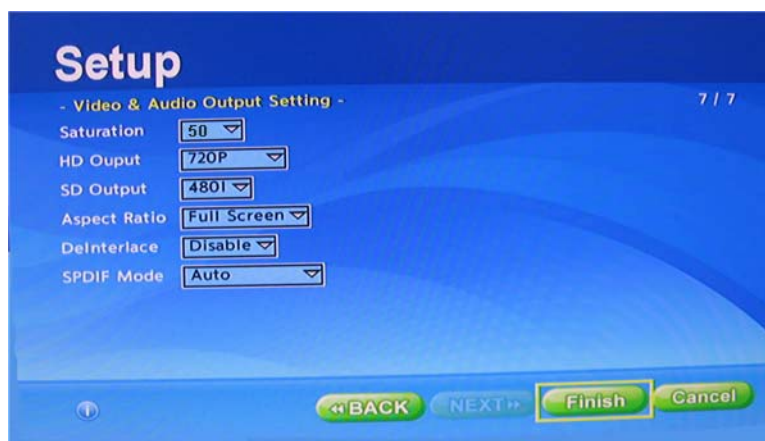 Setup
- Video & Audio Output Setting -
7 / 7
Saturation 50
HD Ouput 720P
SD Output 480I
Aspect Ratio Full Screen
DeInterlace Disable
SPDIF Mode Auto
BACK NEXT Finish Cancel